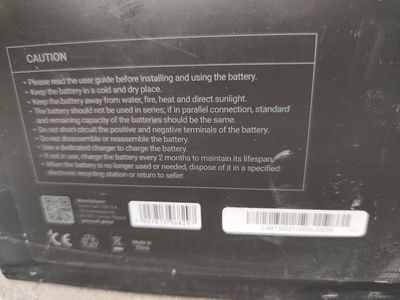 CAUTION
- Please read the user guide before installing and using the battery.
- Keep the battery in a cold and dry place.
- Keep the battery away from water, fire, heat and direct sunlight.
- The battery should not be used in series; if in parallel connection, standard
and remaining capacity of the batteries should be the same.
- Do not short-circuit the positive and negative terminals of the battery.
- Do not disassemble or reassemble the battery.
- Use a dedicated charger to charge the battery.
- If not use, charge the battery every 2 months to maintain its lifespan.
- When the battery is no longer used or needed, dispose of it in a specified
electronic recycling station or return to seller.
Manufacturer:
CE
Made in
China